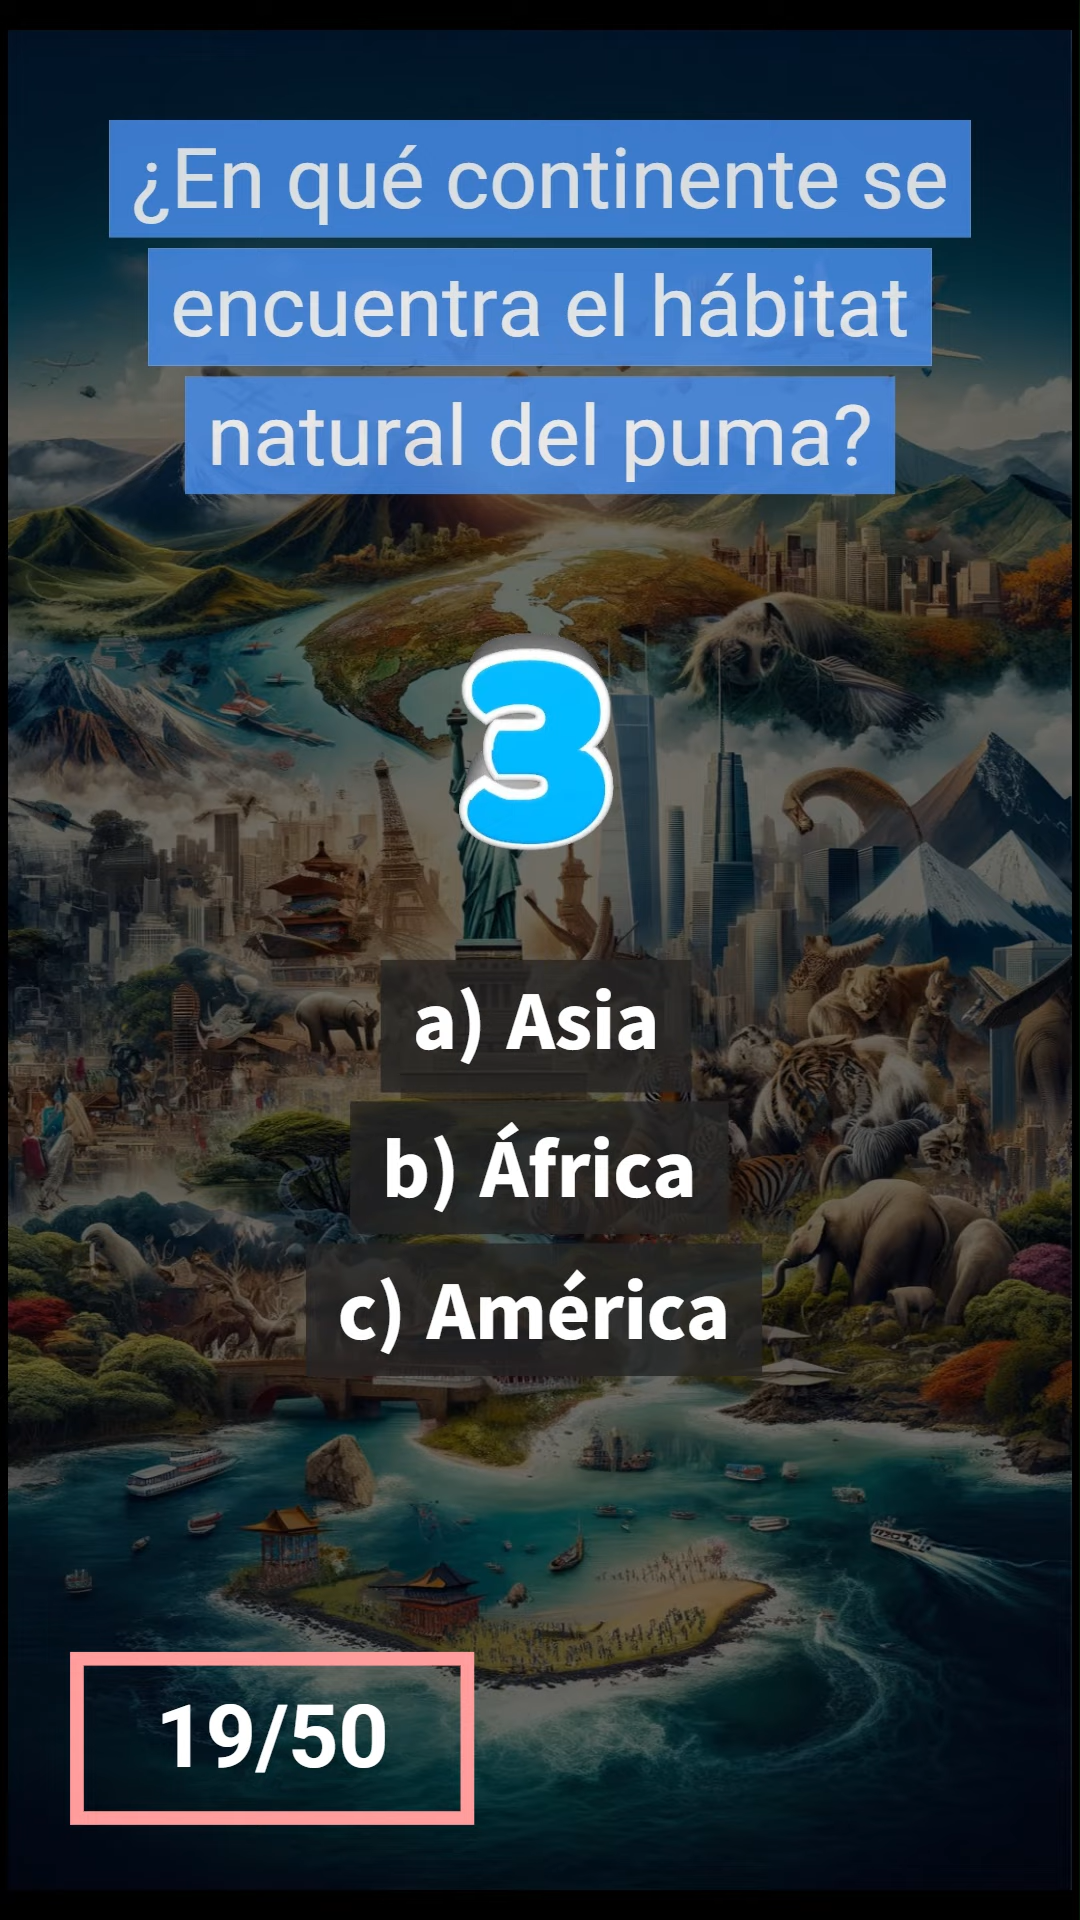 ¿En qué continente se
encuentra el hábitat
natural del puma?
3
a) Asia
b) África
c) América
19/50